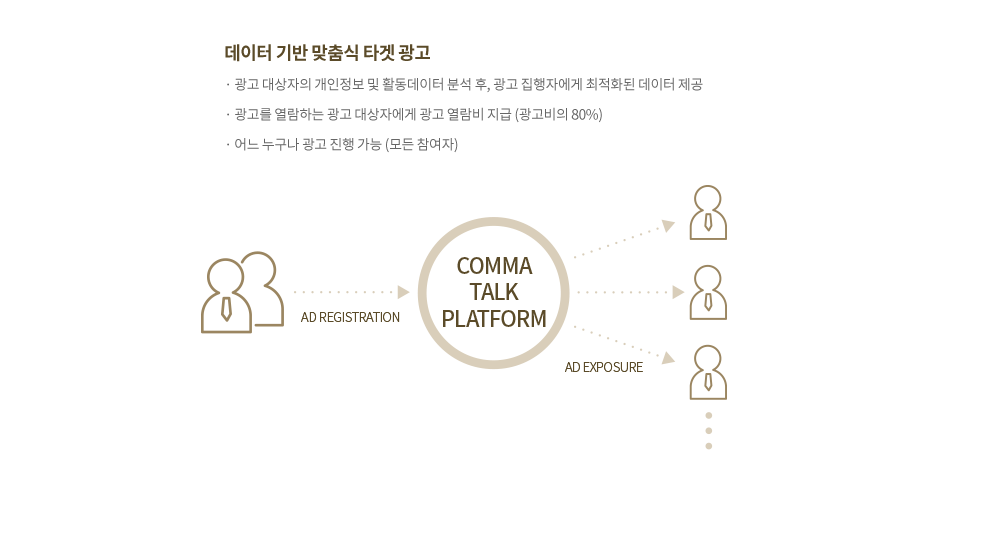 데이터 기반 맞춤식 타겟 광고
· 광고 대상자의 개인정보 및 활동데이터 분석 후, 광고 집행자에게 최적화된 데이터 제공
· 광고를 열람하는 광고 대상자에게 광고 열람비 지급 (광고비의 80%)
· 어느 누구나 광고 진행 가능 (모든 참여자)
COMMA
TALK
PLATFORM
AD REGISTRATION
AD EXPOSURE